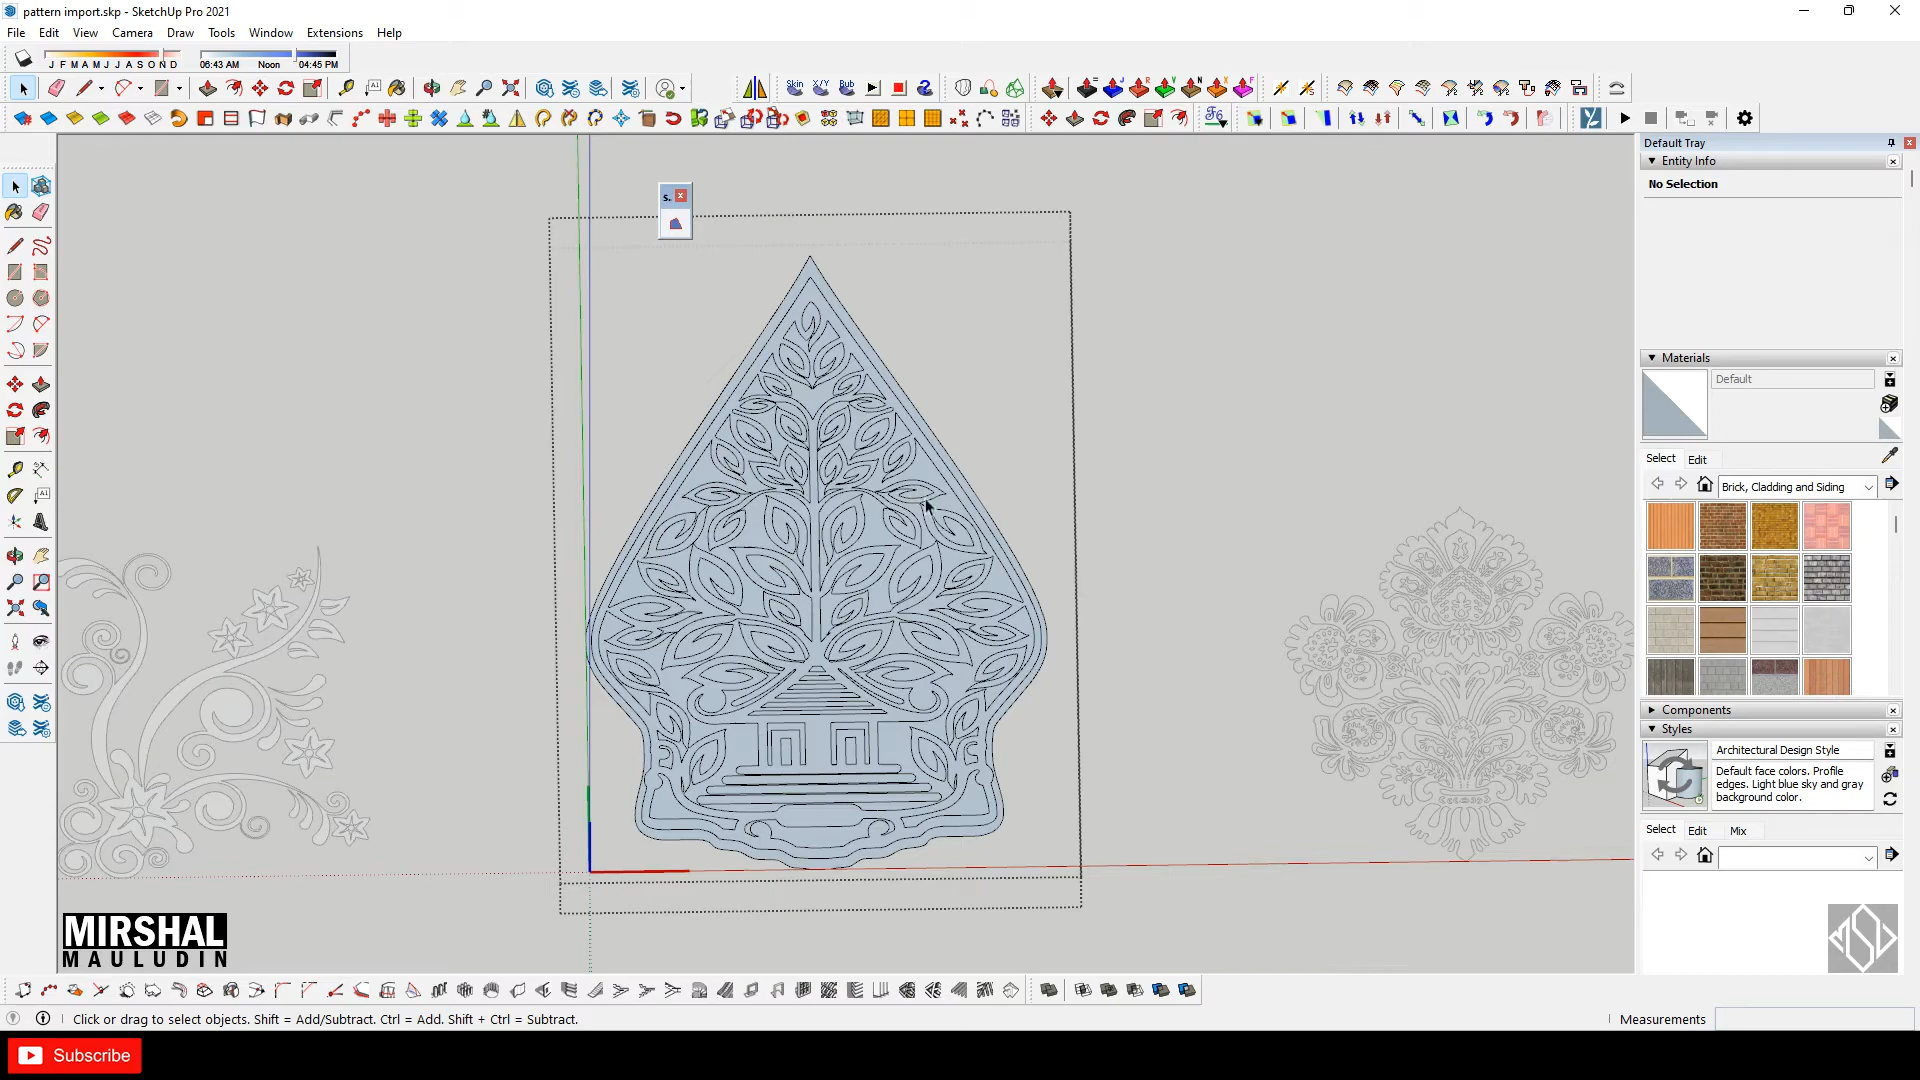 pattern import.skp - SketchUp Pro 2021
File Edit View Camera Draw Tools Window Extensions Help
J F M A M J J A S O N D 06:43 AM Noon 04:45 PM
Skin X/Y Bub
Default Tray
Entity Info
No Selection
s.
Materials
Default
Select Edit
Brick, Cladding and Siding
Components
Styles
Architectural Design Style
Default face colors. Profile
edges. Light blue sky and gray
background color.
Select Edit Mix
MIRSHAL
MAULUDIN
Click or drag to select objects. Shift = Add/Subtract. Ctrl = Add. Shift + Ctrl = Subtract.
Measurements
Subscribe